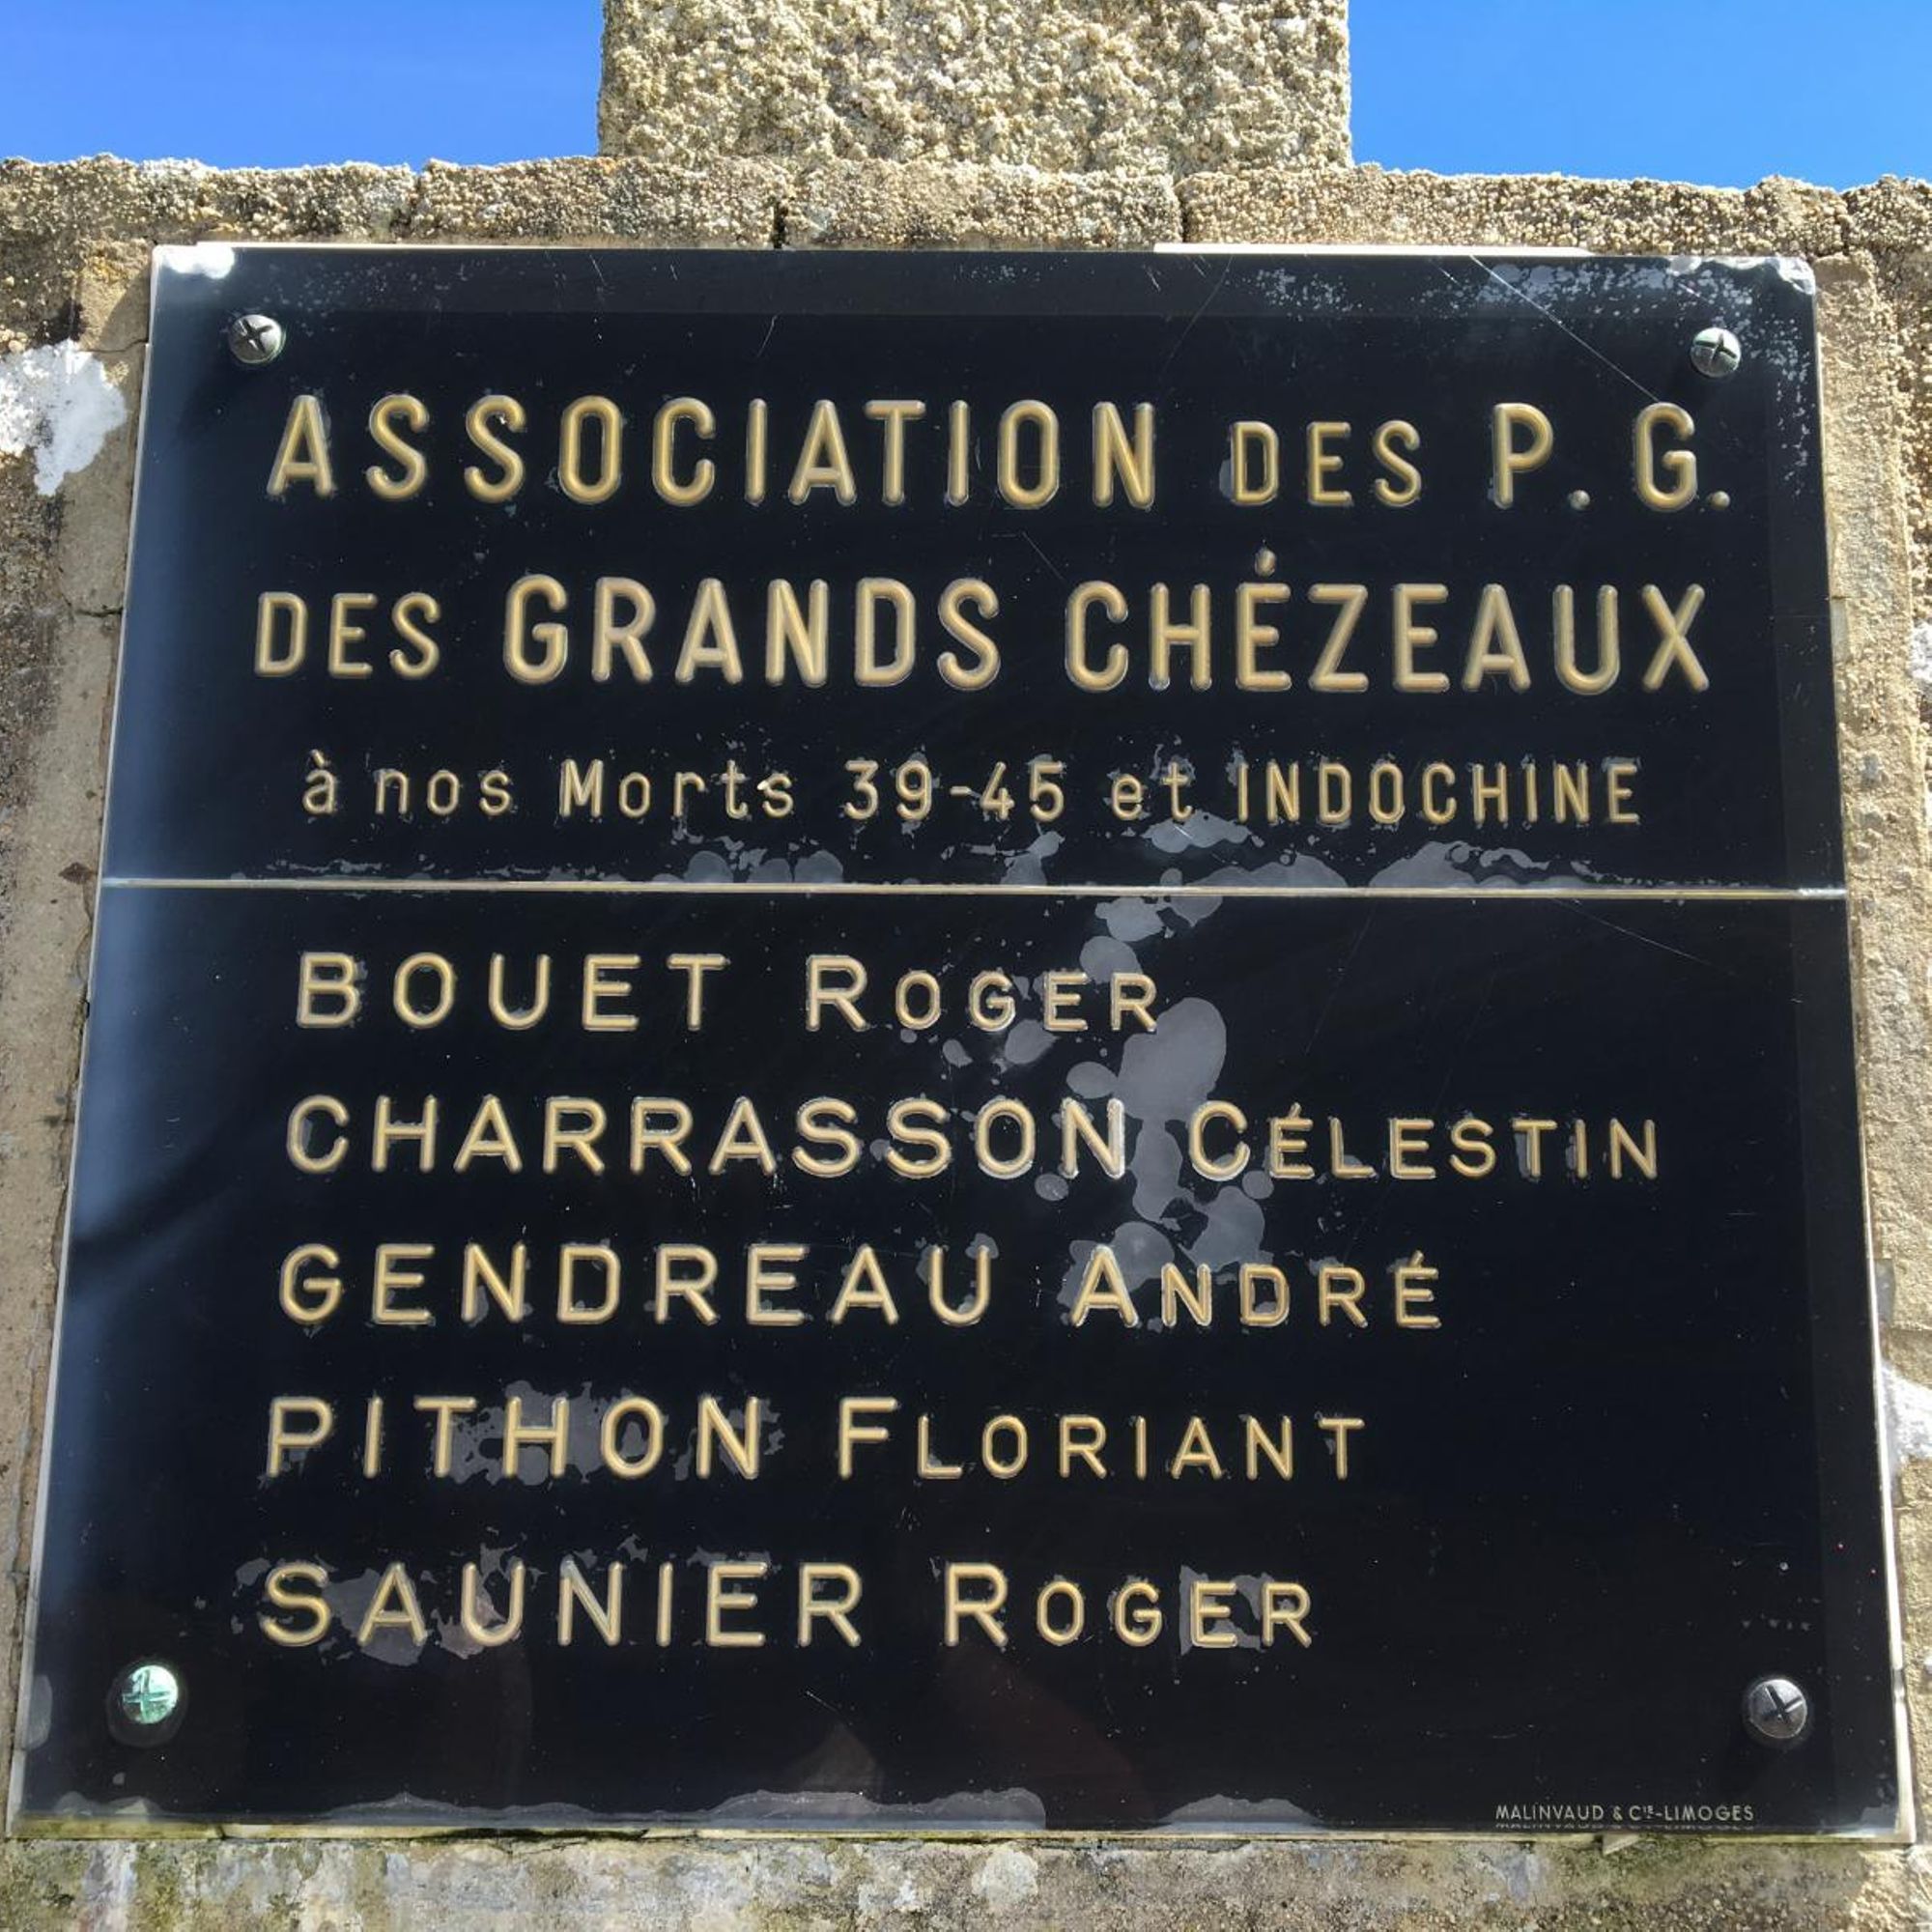 ASSOCIATION DES P. G.
DES GRANDS CHÉZEAUX
à nos Morts 39-45 et INDOCHINE
BOUET ROGER
CHARRASSON CÉLESTIN
GENDREAU ANDRÉ
PITHON FLORIANT
SAUNIER ROGER
MALINVAUD & Cie-LIMOGES